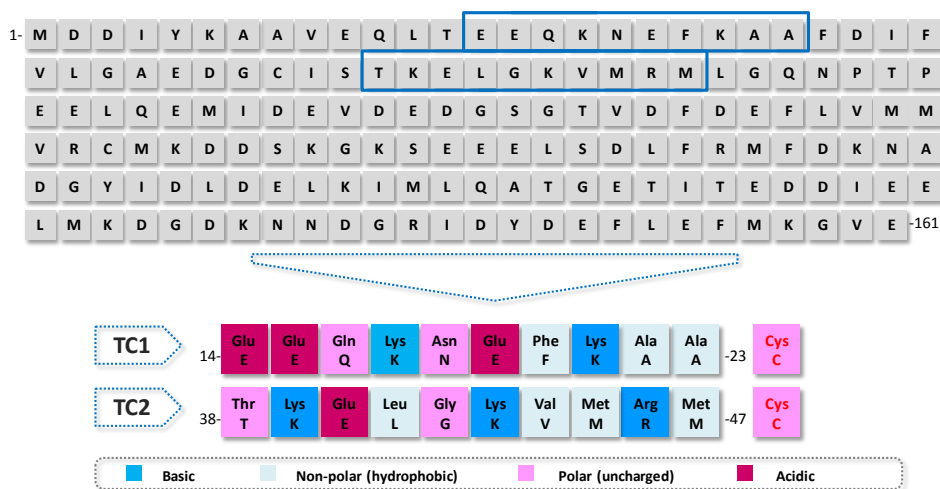 1- M D D I Y K A A V E Q L T E E Q K N E F K A A F D I F
V L G A E D G C I S T K E L G K V M R M L G Q N P T P
E E L Q E M I D E V D E D G S G T V D F D E F L V M M
V R C M K D D S K G K S E E E L S D L F R M F D K N A
D G Y I D L D E L K I M L Q A T G E T I T E D D I E E
L M K D G D K N N D G R I D Y D E F L E F M K G V E -161
TC1 14- Glu Glu Gln Lys Asn Glu Phe Lys Ala Ala -23 Cys
E E Q K N E F K A A C
TC2 38- Thr Lys Glu Leu Gly Lys Val Met Arg Met -47 Cys
T K E L G K V M R M C
Basic Non-polar (hydrophobic) Polar (uncharged) Acidic